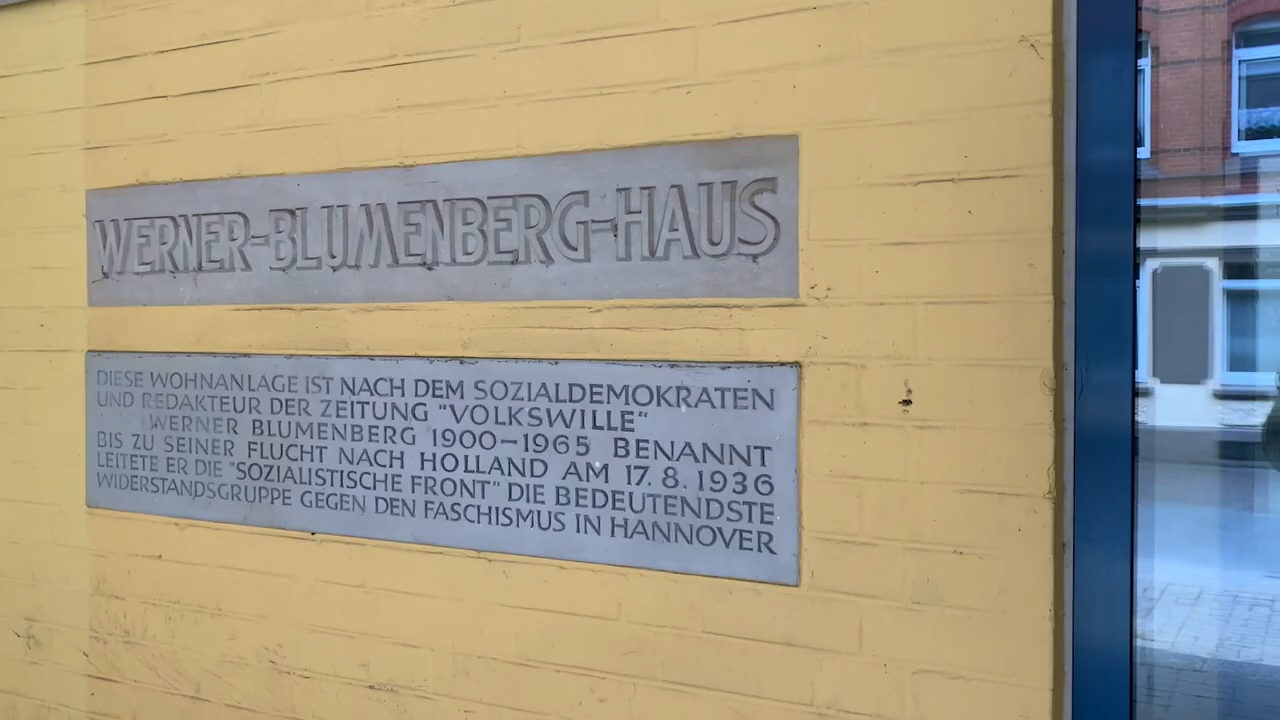 WERNER-BLUMENBERG-HAUS
DIESE WOHNANLAGE IST NACH DEM SOZIALDEMOKRATEN
UND REDAKTEUR DER ZEITUNG "VOLKSWILLE"
WERNER BLUMENBERG 1900–1965 BENANNT
BIS ZU SEINER FLUCHT NACH HOLLAND AM 17.8.1936
LEITETE ER DIE "SOZIALISTISCHE FRONT" DIE BEDEUTENDSTE
WIDERSTANDSGRUPPE GEGEN DEN FASCHISMUS IN HANNOVER